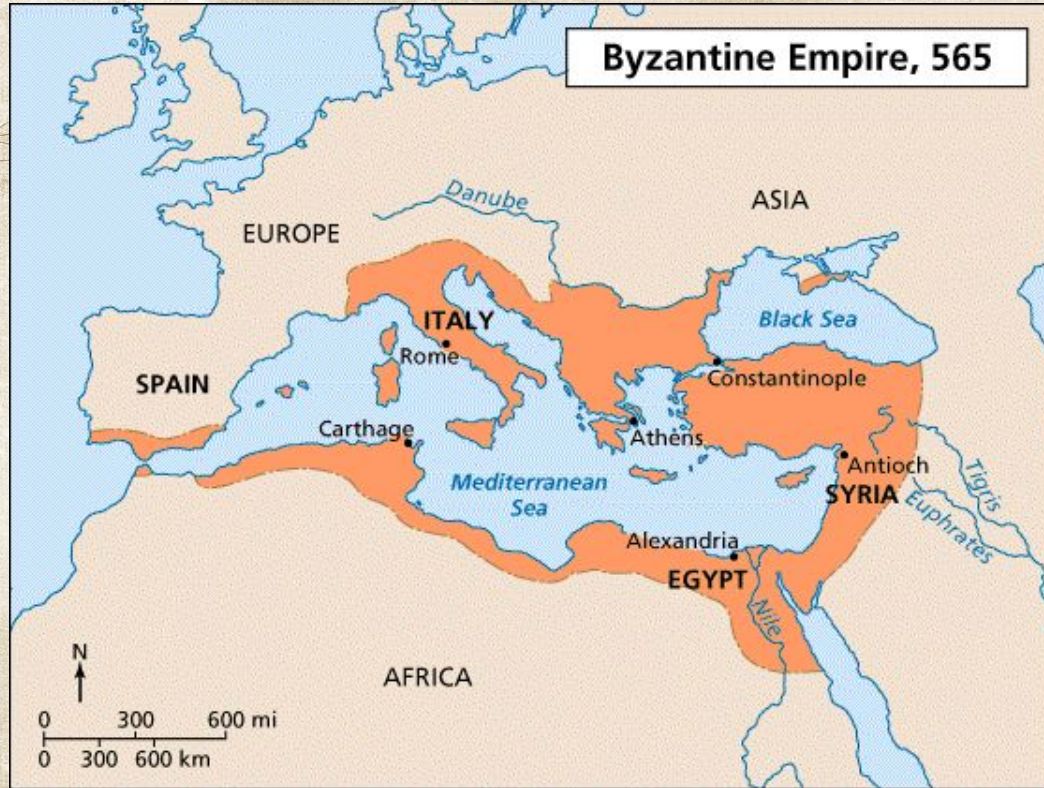 Byzantine Empire, 565
Danube
ASIA
EUROPE
Black Sea
ITALY
Rome
SPAIN
Constantinople
Carthage
Athens
Antioch
Mediterranean
Sea
SYRIA
Tigris
Euphrates
Alexandria
EGYPT
Nile
AFRICA
N
0 300 600 mi
0 300 600 km